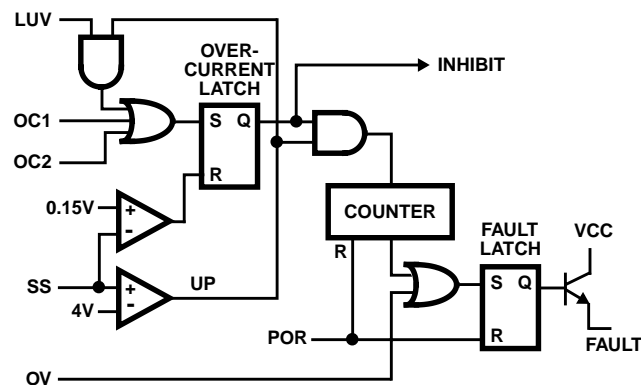 LUV
OVER-
CURRENT
LATCH
INHIBIT
OC1
S Q
OC2
R
0.15V
+
-
COUNTER
R
FAULT
LATCH
VCC
SS
+
-
UP
4V
S Q
POR
R
FAULT
OV